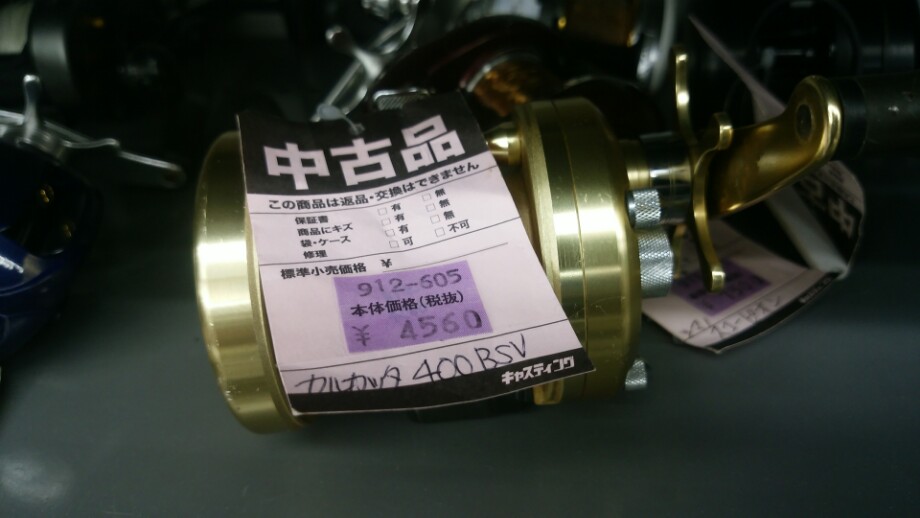 中古品
この商品は返品・交換はできません
保証書 □有 □無
商品にキズ □有 □無
袋・ケース □有 □無
修理 □可 □不可
標準小売価格 ¥
912-605
本体価格(税抜)
¥ 4560
カルカッタ 400BSV
キャスティング
中